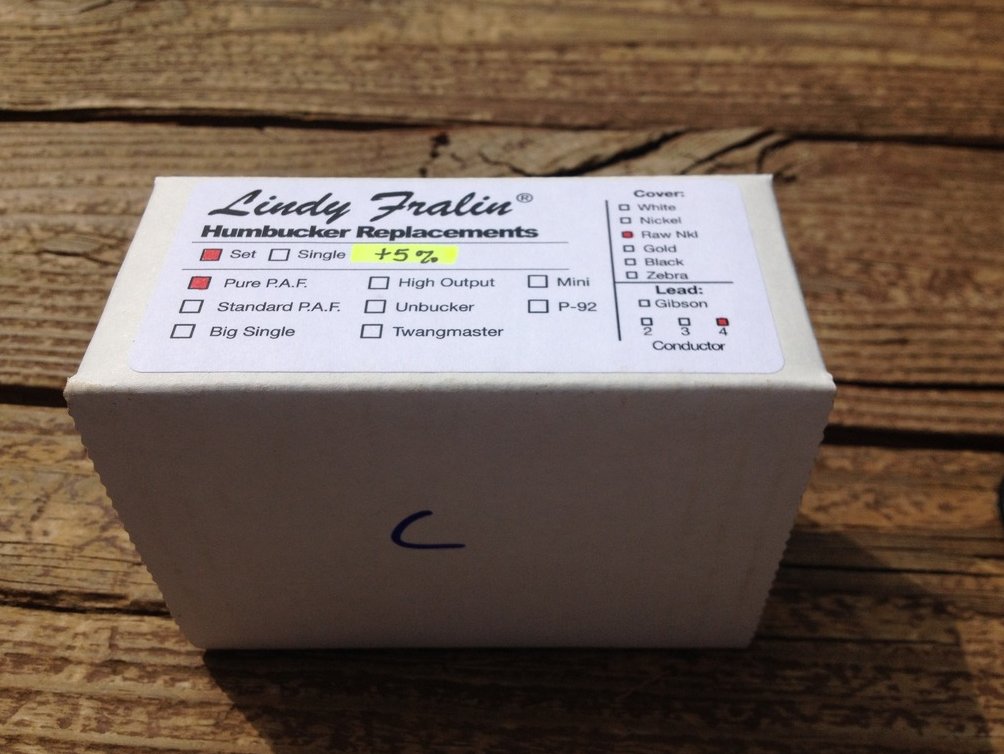 Lindy Fralin®
Humbucker Replacements
Set Single +5%
Pure P.A.F. High Output Mini
Standard P.A.F. Unbucker P-92
Big Single Twangmaster
Cover:
White
Nickel
Raw Nkl
Gold
Black
Zebra
Lead:
Gibson
2 3 4
Conductor
C